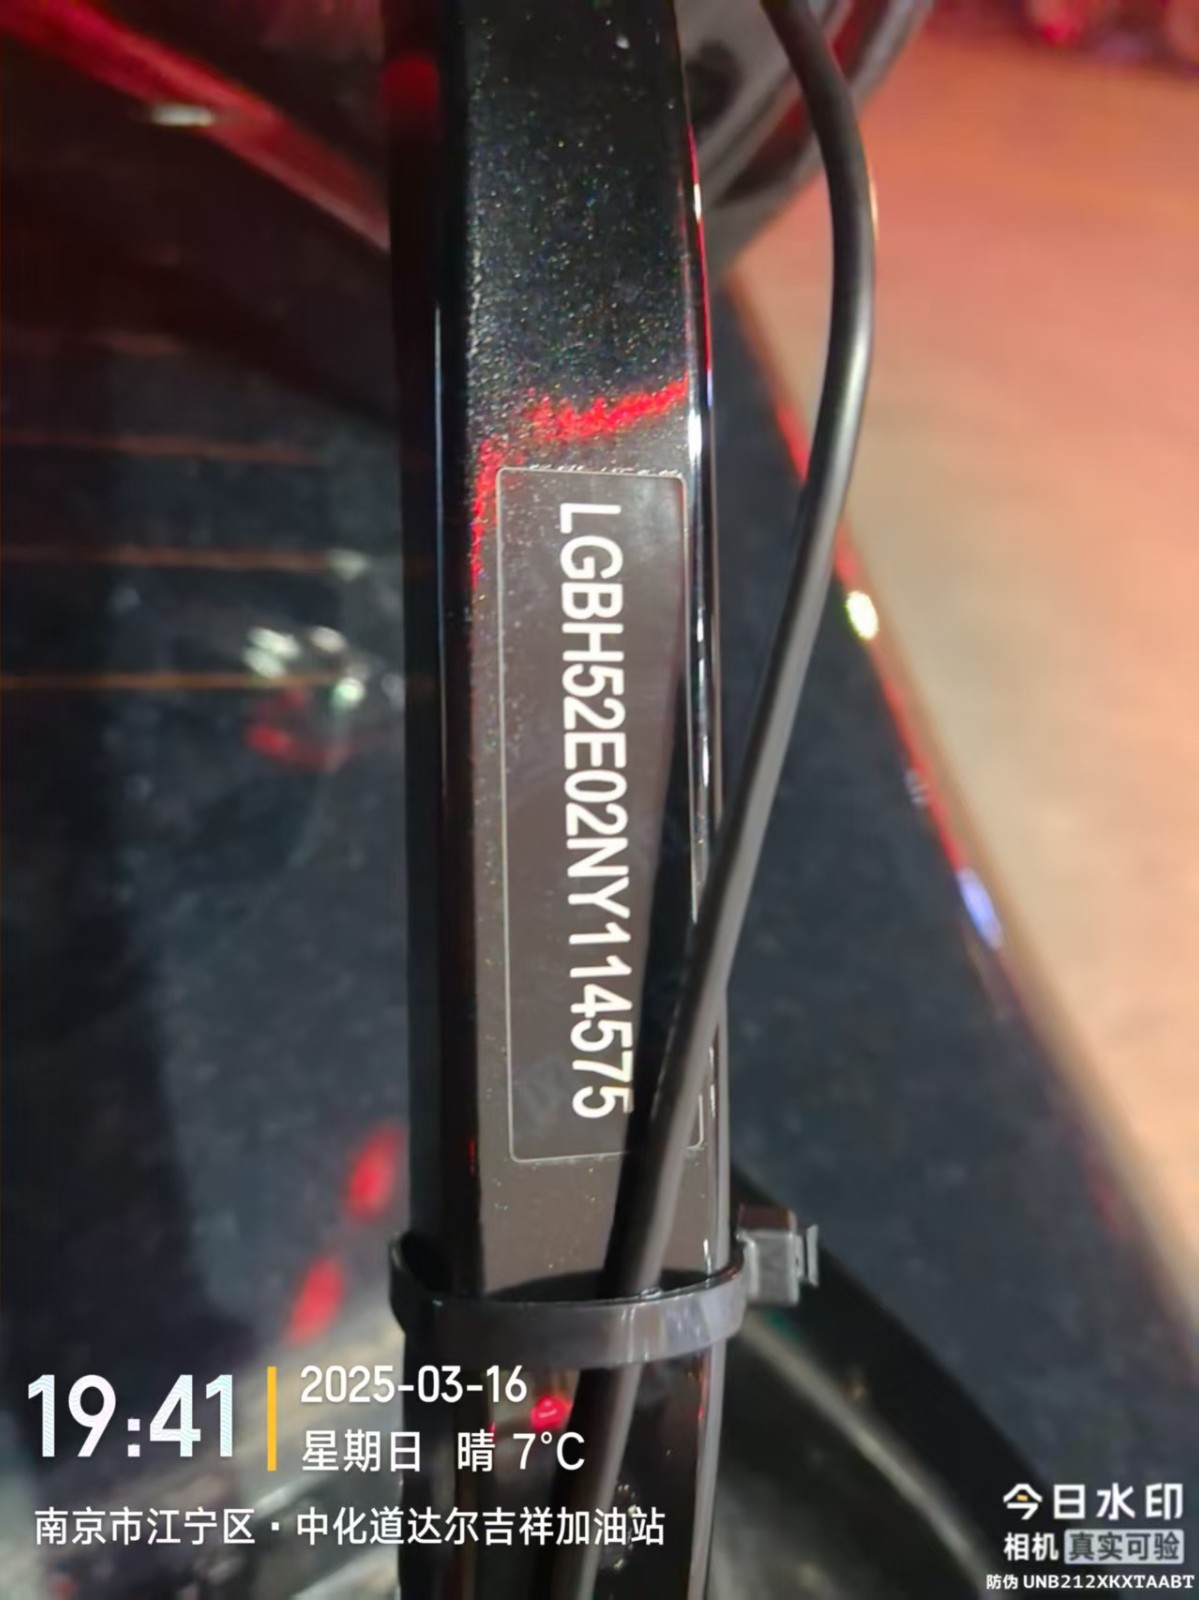 LGBH52E02NY114575
19:41
2025-03-16
星期日 晴 7°C
南京市江宁区·中化道达尔吉祥加油站
今日水印
相机 真实可验
防伪 UNB212XKXTAABT